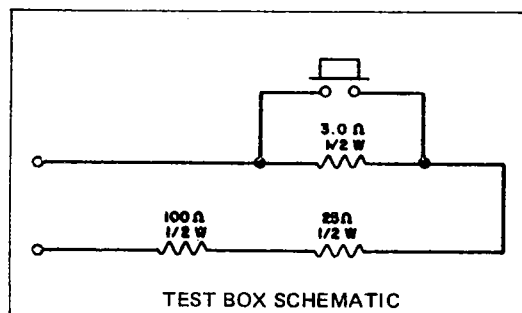 3.0 Ω
1/2 W
100 Ω
1/2 W
25 Ω
1/2 W
TEST BOX SCHEMATIC